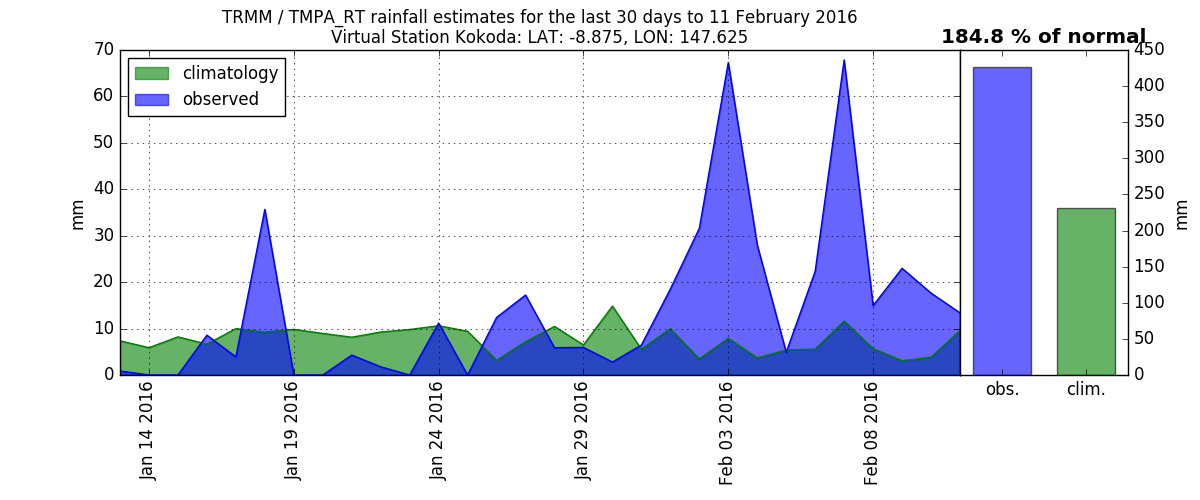 TRMM / TMPA_RT rainfall estimates for the last 30 days to 11 February 2016
Virtual Station Kokoda: LAT: -8.875, LON: 147.625
184.8 % of normal
climatology
observed
mm
70
60
50
40
30
20
10
0
Jan 14 2016
Jan 19 2016
Jan 24 2016
Jan 29 2016
Feb 03 2016
Feb 08 2016
450
400
350
300
250
200
150
100
50
0
mm
obs.
clim.